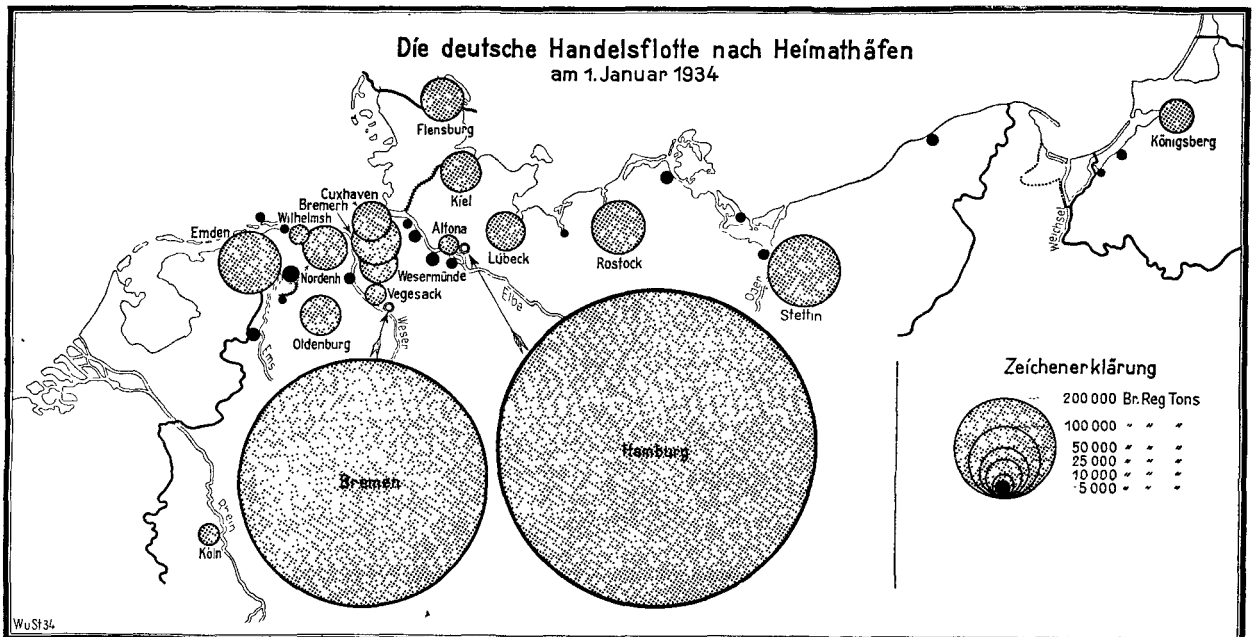 Die deutsche Handelsflotte nach Heimathäfen
am 1. Januar 1934
Flensburg
Königsberg
Kiel
Cuxhaven
Bremerh
Wilhelmsh
Altona
Emden
Lübeck
Rostock
Weichsel
Nordenh
Wesermünde
Vegesack
Elbe
Oder
Stettin
Oldenburg
Weser
Ems
Zeichenerklärung
200 000 Br. Reg Tons
100 000 " " "
50 000 " " "
25 000 " " "
10 000 " " "
5 000 " " "
Hamburg
Bremen
Rhein
Köln
WuSt34